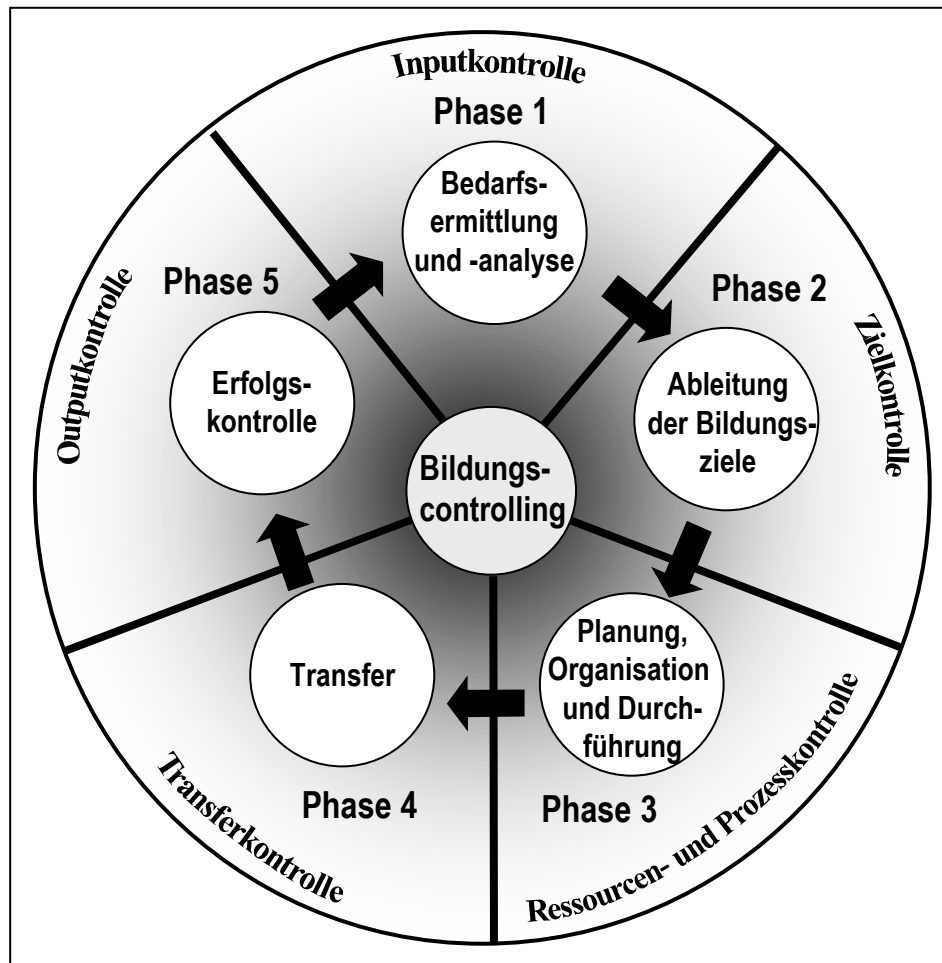 Inputkontrolle
Phase 1
Bedarfs-
ermittlung
und -analyse
Phase 2
Zielkontrolle
Ableitung
der Bildungs-
ziele
Phase 5
Outputkontrolle
Erfolgs-
kontrolle
Bildungs-
controlling
Planung,
Organisation
und Durch-
führung
Phase 3
Ressourcen- und Prozesskontrolle
Transfer
Phase 4
Transferkontrolle